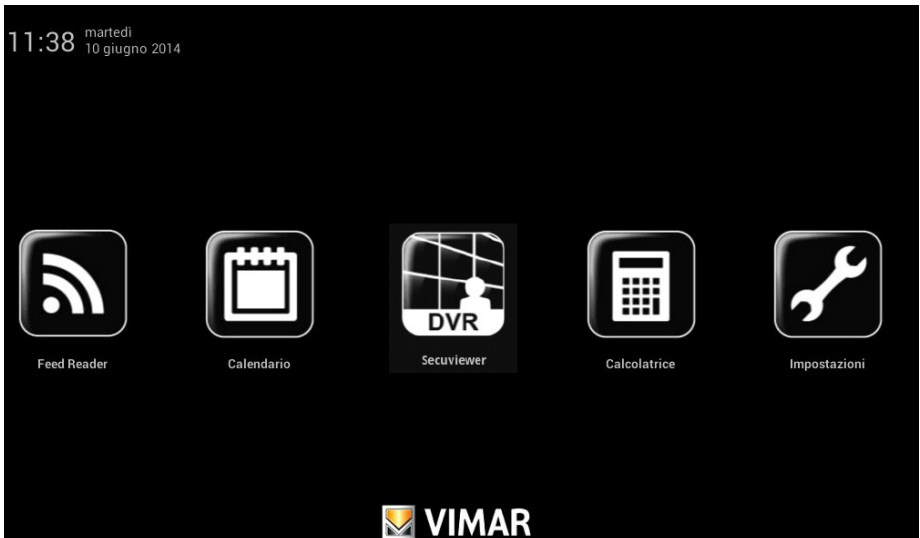 11:38
martedì
10 giugno 2014
DVR
Feed Reader
Calendario
Secuviewer
Calcolatrice
Impostazioni
VIMAR